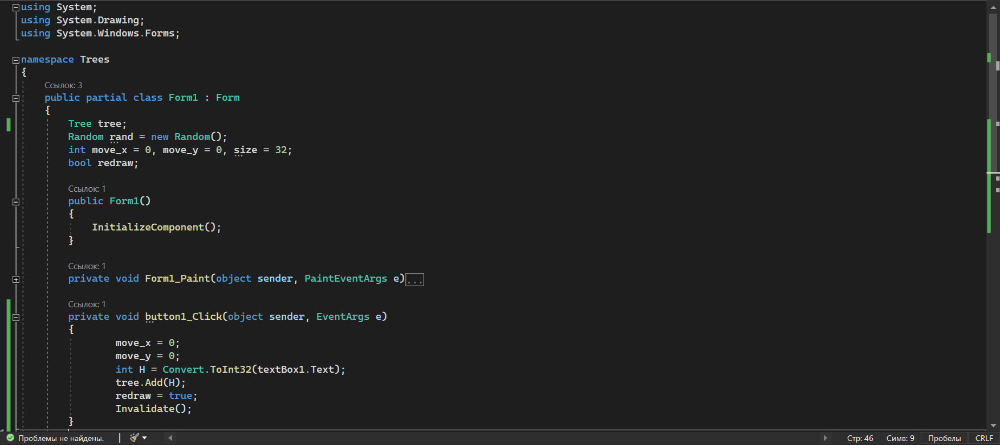 using System;
using System.Drawing;
using System.Windows.Forms;
namespace Trees
{
Ссылок: 3
public partial class Form1 : Form
{
Tree tree;
Random rand = new Random();
int move_x = 0, move_y = 0, size = 32;
bool redraw;
Ссылок: 1
public Form1()
{
InitializeComponent();
}
Ссылок: 1
private void Form1_Paint(object sender, PaintEventArgs e)...
Ссылок: 1
private void button1_Click(object sender, EventArgs e)
{
move_x = 0;
move_y = 0;
int H = Convert.ToInt32(textBox1.Text);
tree.Add(H);
redraw = true;
Invalidate();
}
Проблемы не найдены. Стр: 46 Симв: 9 Пробелы CRLF